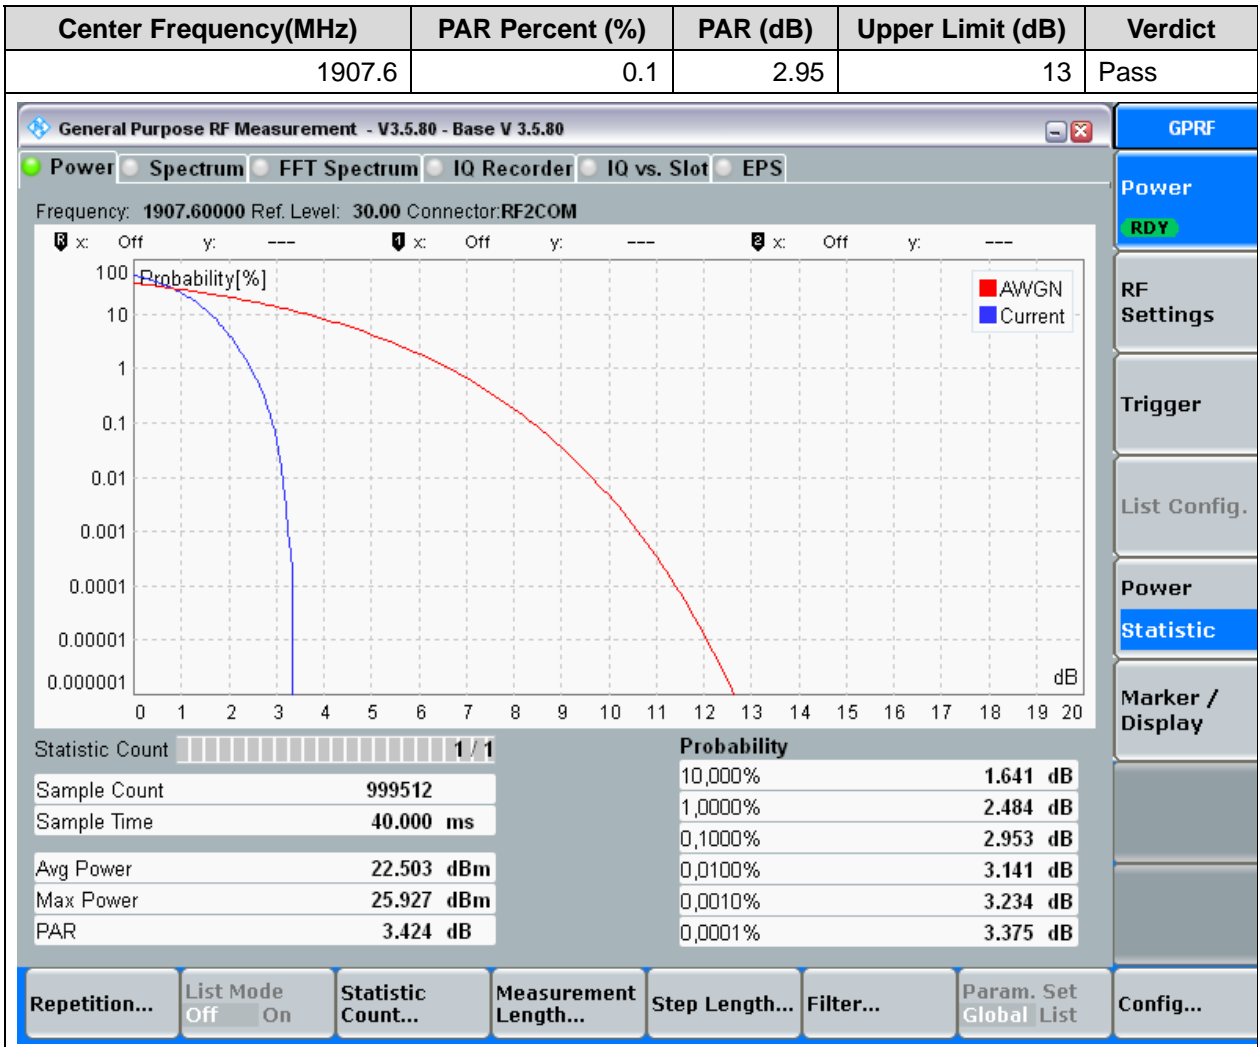 Center Frequency(MHz) PAR Percent (%) PAR (dB) Upper Limit (dB) Verdict
1907.6 0.1 2.95 13 Pass
General Purpose RF Measurement - V3.5.80 - Base V 3.5.80
GPRF
Power Spectrum FFT Spectrum IQ Recorder IQ vs. Slot EPS
Frequency: 1907.60000 Ref. Level: 30.00 Connector:RF2COM
R x: Off y: --- 1 x: Off y: --- 2 x: Off y: ---
Probability[%]
AWGN
Current
100
10
1
0.1
0.01
0.001
0.0001
0.00001
0.000001
dB
0 1 2 3 4 5 6 7 8 9 10 11 12 13 14 15 16 17 18 19 20
Statistic Count 1 / 1
Sample Count 999512
Sample Time 40.000 ms
Avg Power 22.503 dBm
Max Power 25.927 dBm
PAR 3.424 dB
Probability
10,000% 1.641 dB
1,0000% 2.484 dB
0,1000% 2.953 dB
0,0100% 3.141 dB
0,0010% 3.234 dB
0,0001% 3.375 dB
Power
RDY
RF
Settings
Trigger
List Config.
Power
Statistic
Marker /
Display
Repetition...
List Mode
Off On
Statistic
Count...
Measurement
Length...
Step Length...
Filter...
Param. Set
Global List
Config...